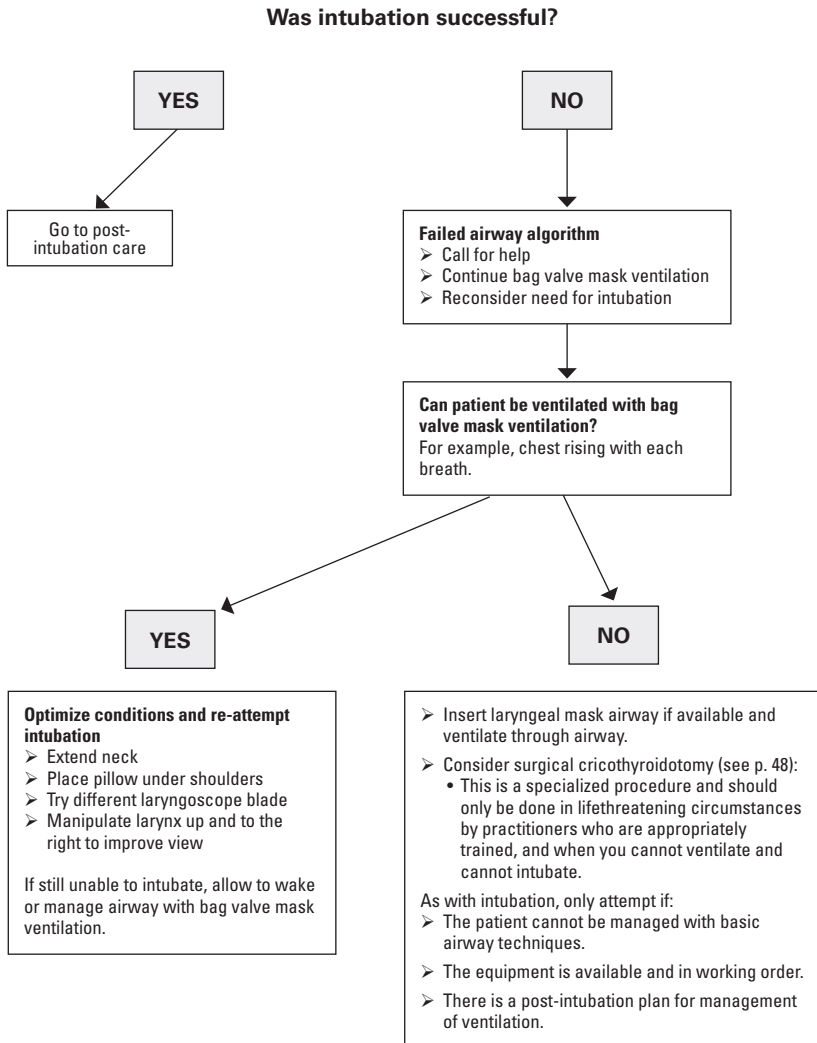 Was intubation successful?
YES
NO
Go to post-
intubation care
Failed airway algorithm
➢ Call for help
➢ Continue bag valve mask ventilation
➢ Reconsider need for intubation
Can patient be ventilated with bag
valve mask ventilation?
For example, chest rising with each
breath.
YES
NO
Optimize conditions and re-attempt
intubation
➢ Extend neck
➢ Place pillow under shoulders
➢ Try different laryngoscope blade
➢ Manipulate larynx up and to the
right to improve view
If still unable to intubate, allow to wake
or manage airway with bag valve mask
ventilation.
➢ Insert laryngeal mask airway if available and
ventilate through airway.
➢ Consider surgical cricothyroidotomy (see p. 48):
• This is a specialized procedure and should
only be done in lifethreatening circumstances
by practitioners who are appropriately
trained, and when you cannot ventilate and
cannot intubate.
As with intubation, only attempt if:
➢ The patient cannot be managed with basic
airway techniques.
➢ The equipment is available and in working order.
➢ There is a post-intubation plan for management
of ventilation.